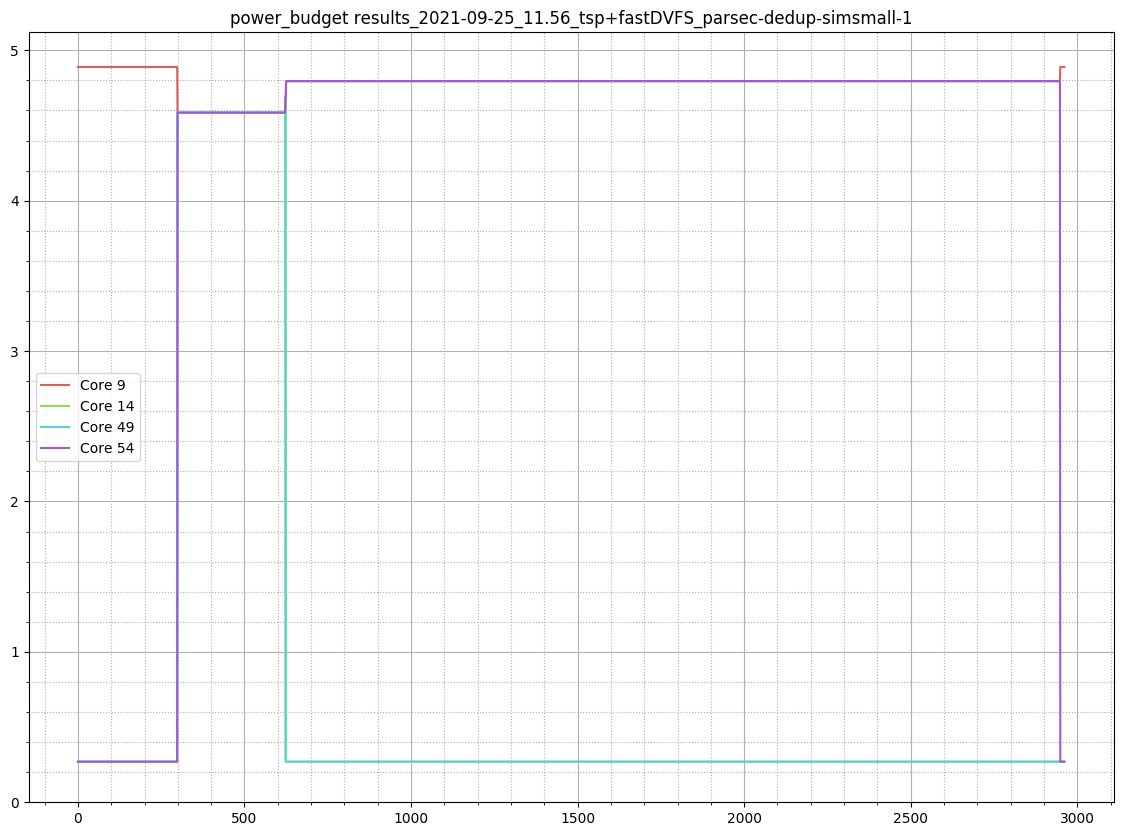 power_budget results_2021-09-25_11.56_tsp+fastDVFS_parsec-dedup-simsmall-1
5
4
3
2
1
0
Core 9
Core 14
Core 49
Core 54
0 500 1000 1500 2000 2500 3000